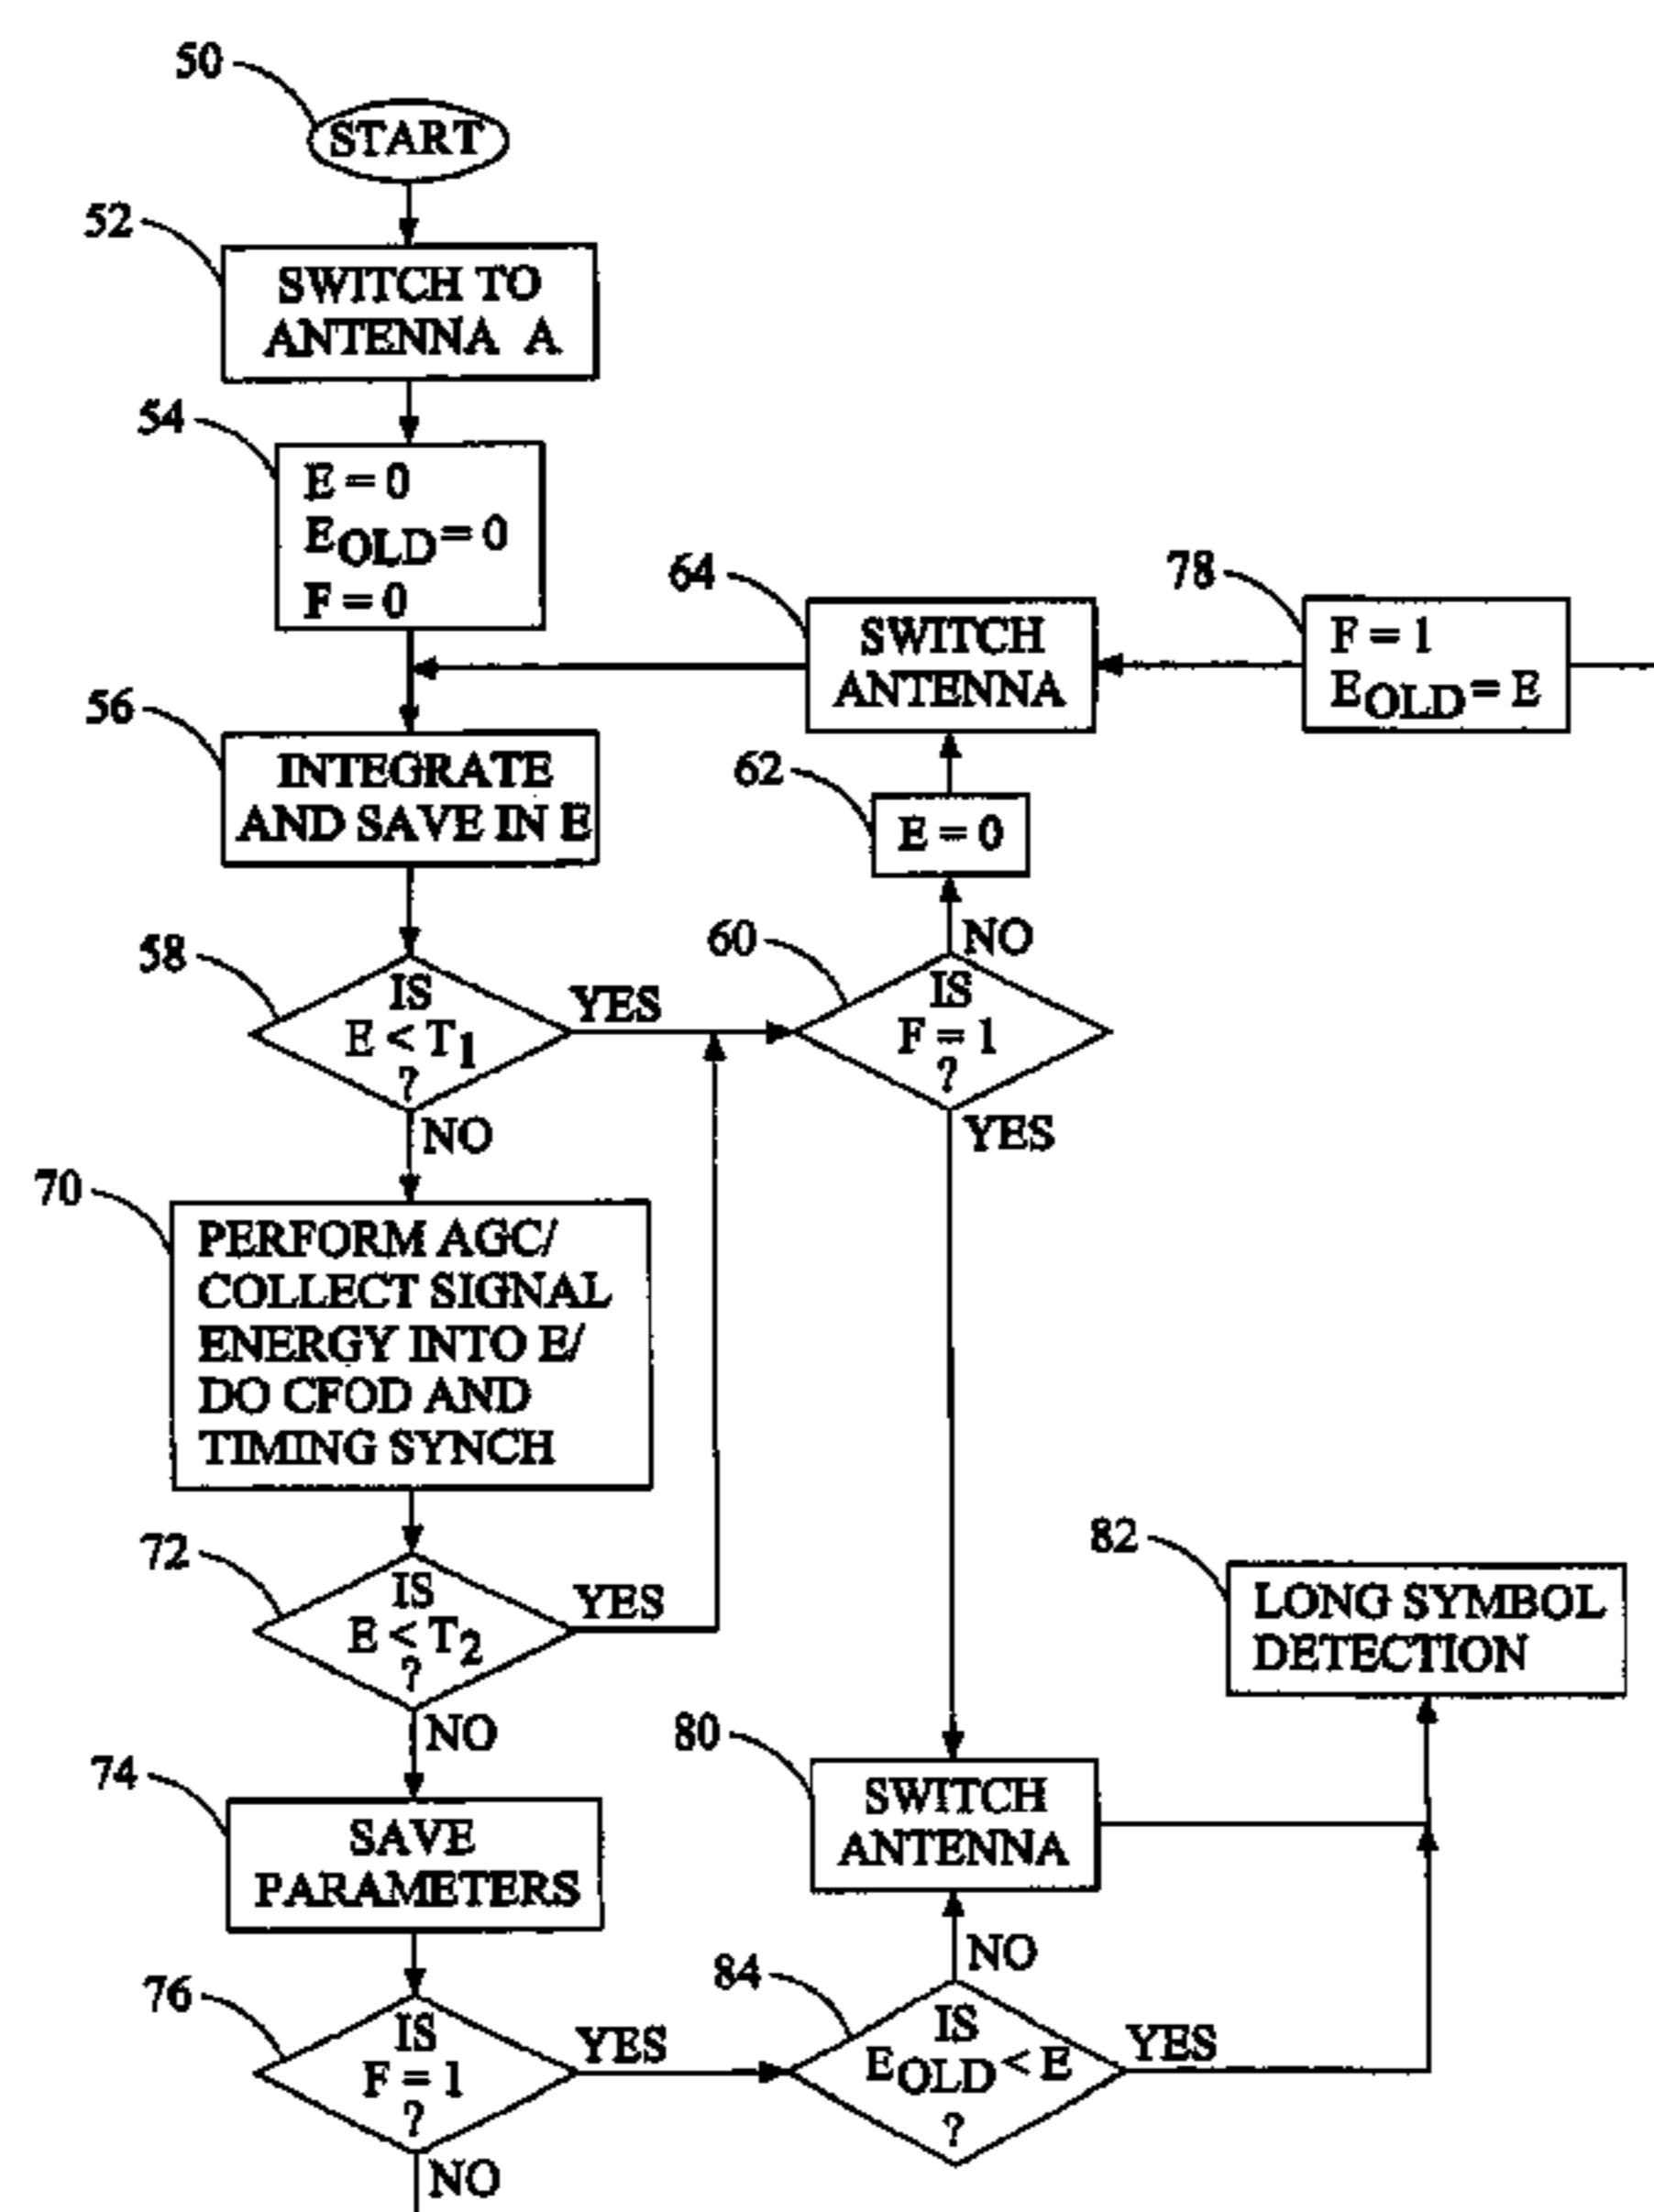 50
START
52
SWITCH TO
ANTENNA A
54
E = 0
EOLD = 0
F = 0
64
SWITCH
ANTENNA
78
F = 1
EOLD = E
56
INTEGRATE
AND SAVE IN E
62
E = 0
58
IS
E < T1
?
YES
NO
60
NO
IS
F = 1
?
YES
70
PERFORM AGC/
COLLECT SIGNAL
ENERGY INTO E/
DO CFOD AND
TIMING SYNCH
72
IS
E < T2
?
YES
NO
82
LONG SYMBOL
DETECTION
74
SAVE
PARAMETERS
80
SWITCH
ANTENNA
76
IS
F = 1
?
YES
NO
84
NO
IS
EOLD < E
?
YES